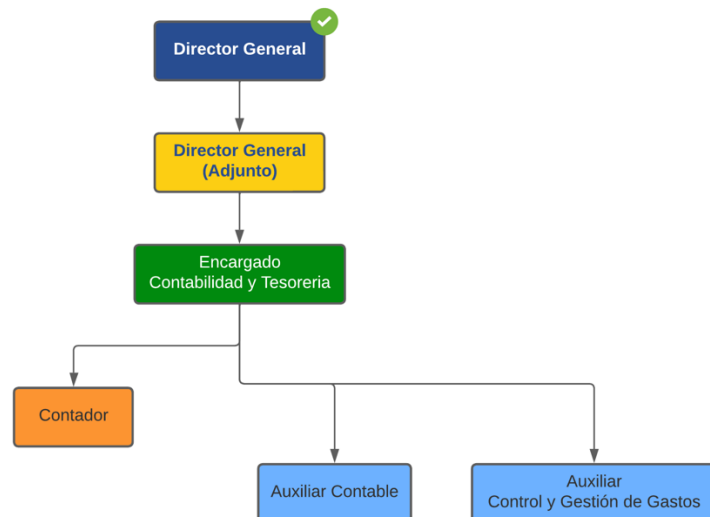 Director General
Director General
(Adjunto)
Encargado
Contabilidad y Tesoreria
Contador
Auxiliar Contable
Auxiliar
Control y Gestión de Gastos